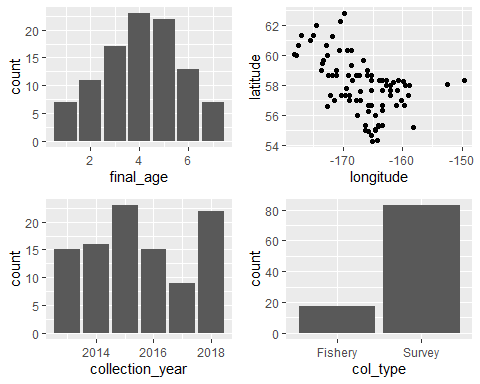 count
20
15
10
5
0
2
4
6
final_age
latitude
62
60
58
56
54
-170
-160
-150
longitude
count
20
15
10
5
0
2014
2016
2018
collection_year
count
80
60
40
20
0
Fishery
Survey
col_type